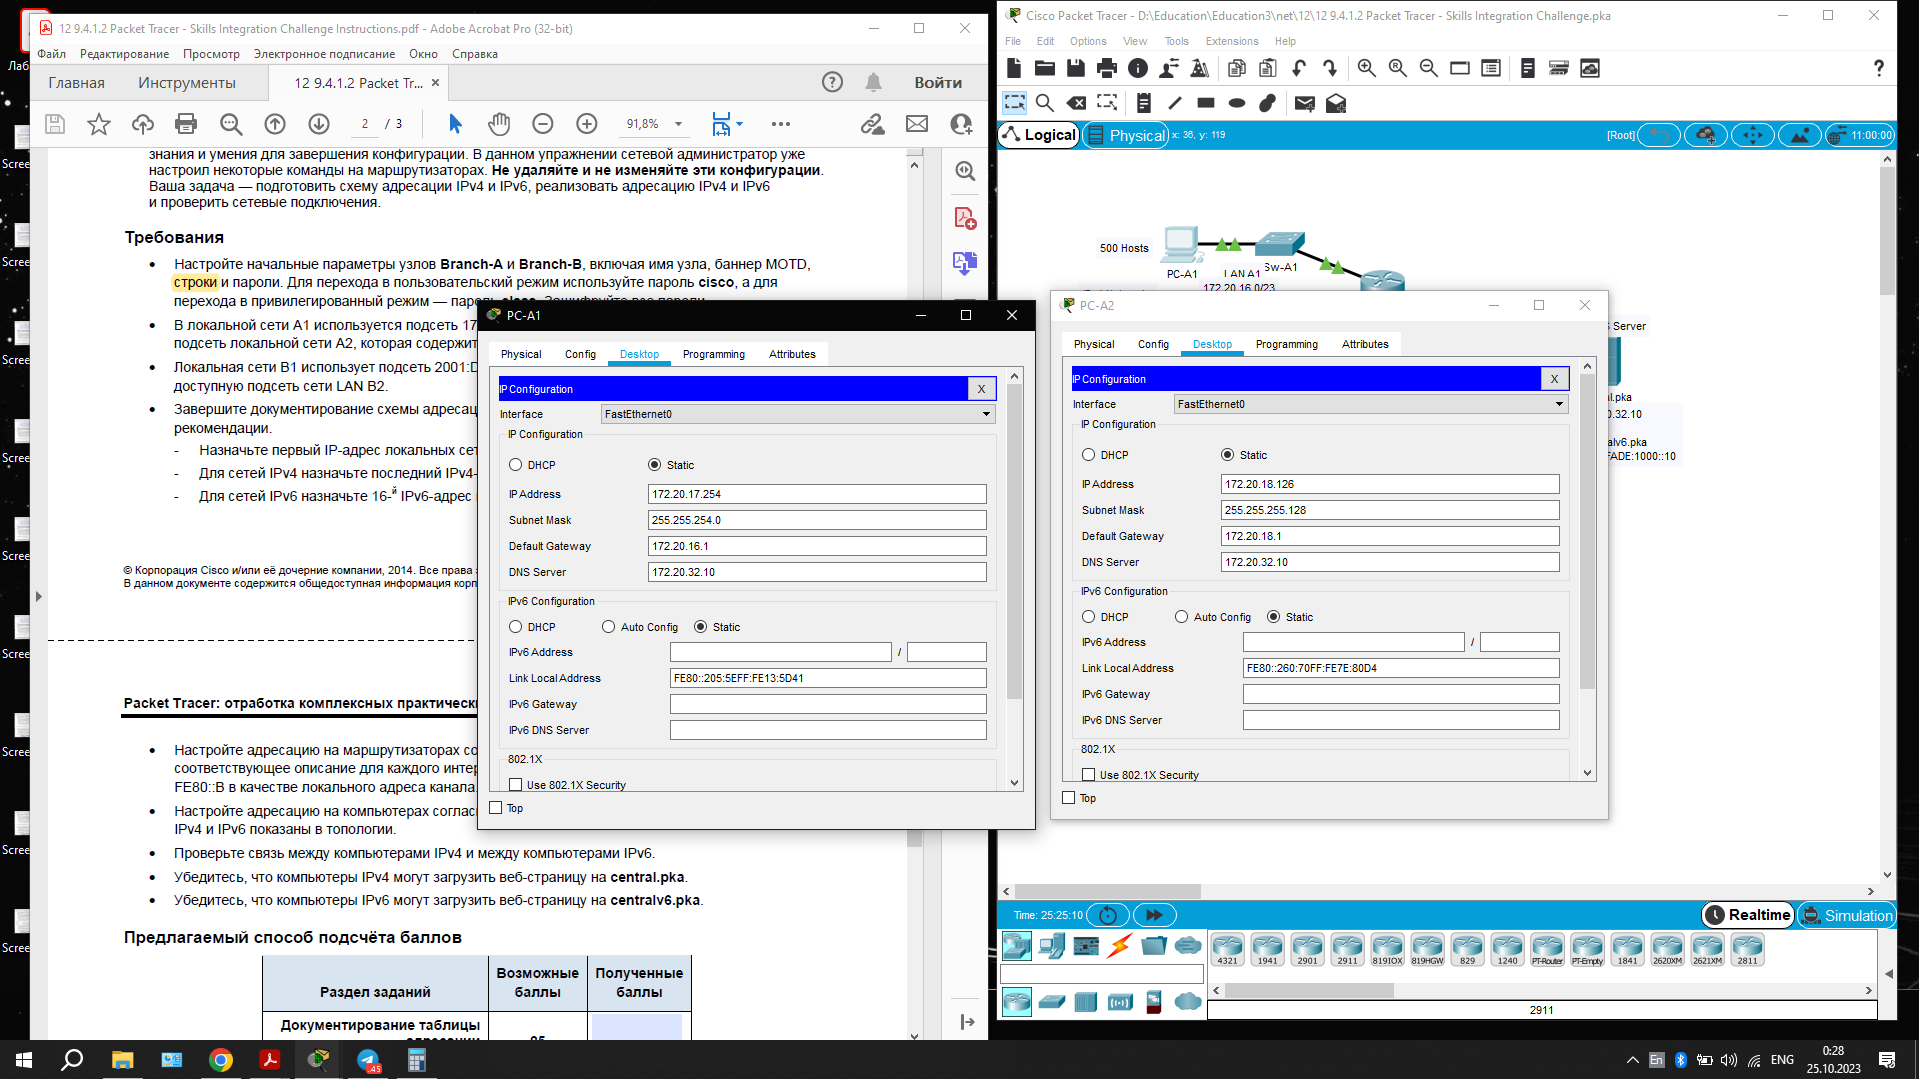 12 9.4.1.2 Packet Tracer - Skills Integration Challenge Instructions.pdf - Adobe Acrobat Pro (32-bit)
Файл Редактирование Просмотр Электронное подписание Окно Справка
Главная Инструменты 12 9.4.1.2 Packet Tr... × Войти
2 / 3 91,8%
знания и умения для завершения конфигурации. В данном упражнении сетевой администратор уже
настроил некоторые команды на маршрутизаторах. Не удаляйте и не изменяйте эти конфигурации.
Ваша задача — подготовить схему адресации IPv4 и IPv6, реализовать адресацию IPv4 и IPv6
и проверить сетевые подключения.
Требования
• Настройте начальные параметры узлов Branch-A и Branch-B, включая имя узла, баннер MOTD,
строки и пароли. Для перехода в пользовательский режим используйте пароль cisco, а для
перехода в привилегированный режим — пароль cisco. Зашифруйте все пароли.
• В локальной сети A1 используется подсеть 17
подсеть локальной сети A2, которая содержит
• Локальная сеть B1 использует подсеть 2001:D
доступную подсеть сети LAN B2.
• Завершите документирование схемы адресац
рекомендации.
- Назначьте первый IP-адрес локальных сет
- Для сетей IPv4 назначьте последний IPv4-
- Для сетей IPv6 назначьте 16-й IPv6-адрес
© Корпорация Cisco и/или её дочерние компании, 2014. Все права
В данном документе содержится общедоступная информация корп
Packet Tracer: отработка комплексных практически
• Настройте адресацию на маршрутизаторах со
соответствующее описание для каждого интер
FE80::B в качестве локального адреса канала.
• Настройте адресацию на компьютерах соглас
IPv4 и IPv6 показаны в топологии.
• Проверьте связь между компьютерами IPv4 и между компьютерами IPv6.
• Убедитесь, что компьютеры IPv4 могут загрузить веб-страницу на central.pka.
• Убедитесь, что компьютеры IPv6 могут загрузить веб-страницу на centralv6.pka.
Предлагаемый способ подсчёта баллов
Раздел заданий
Возможные
баллы
Полученные
баллы
Документирование таблицы
PC-A1
Physical Config Desktop Programming Attributes
IP Configuration X
Interface FastEthernet0
IP Configuration
DHCP Static
IP Address 172.20.17.254
Subnet Mask 255.255.254.0
Default Gateway 172.20.16.1
DNS Server 172.20.32.10
IPv6 Configuration
DHCP Auto Config Static
IPv6 Address /
Link Local Address FE80::205:5EFF:FE13:5D41
IPv6 Gateway
IPv6 DNS Server
802.1X
Use 802.1X Security
Top
Cisco Packet Tracer - D:\Education\Education3\net\12\12 9.4.1.2 Packet Tracer - Skills Integration Challenge.pka
File Edit Options View Tools Extensions Help
Logical Physical x: 36, y: 119 [Root] 11:00:00
500 Hosts
PC-A1
LAN A1
Sw-A1
172.20.16.0/23
Server
.pka
0.32.10
alv6.pka
FADE:1000::10
PC-A2
Physical Config Desktop Programming Attributes
IP Configuration X
Interface FastEthernet0
IP Configuration
DHCP Static
IP Address 172.20.18.126
Subnet Mask 255.255.255.128
Default Gateway 172.20.18.1
DNS Server 172.20.32.10
IPv6 Configuration
DHCP Auto Config Static
IPv6 Address /
Link Local Address FE80::260:70FF:FE7E:80D4
IPv6 Gateway
IPv6 DNS Server
802.1X
Use 802.1X Security
Top
Time: 25:25:10 Realtime Simulation
4321 1941 2901 2911 819IOX 819HGW 829 1240 PT-Router PT-Empty 1841 2620XM 2621XM 2811
2911
Лаб
Scree
Scree
Scree
Scree
Scree
Scree
Scree
Scree
Scree
45
En
ENG
0:28
25.10.2023